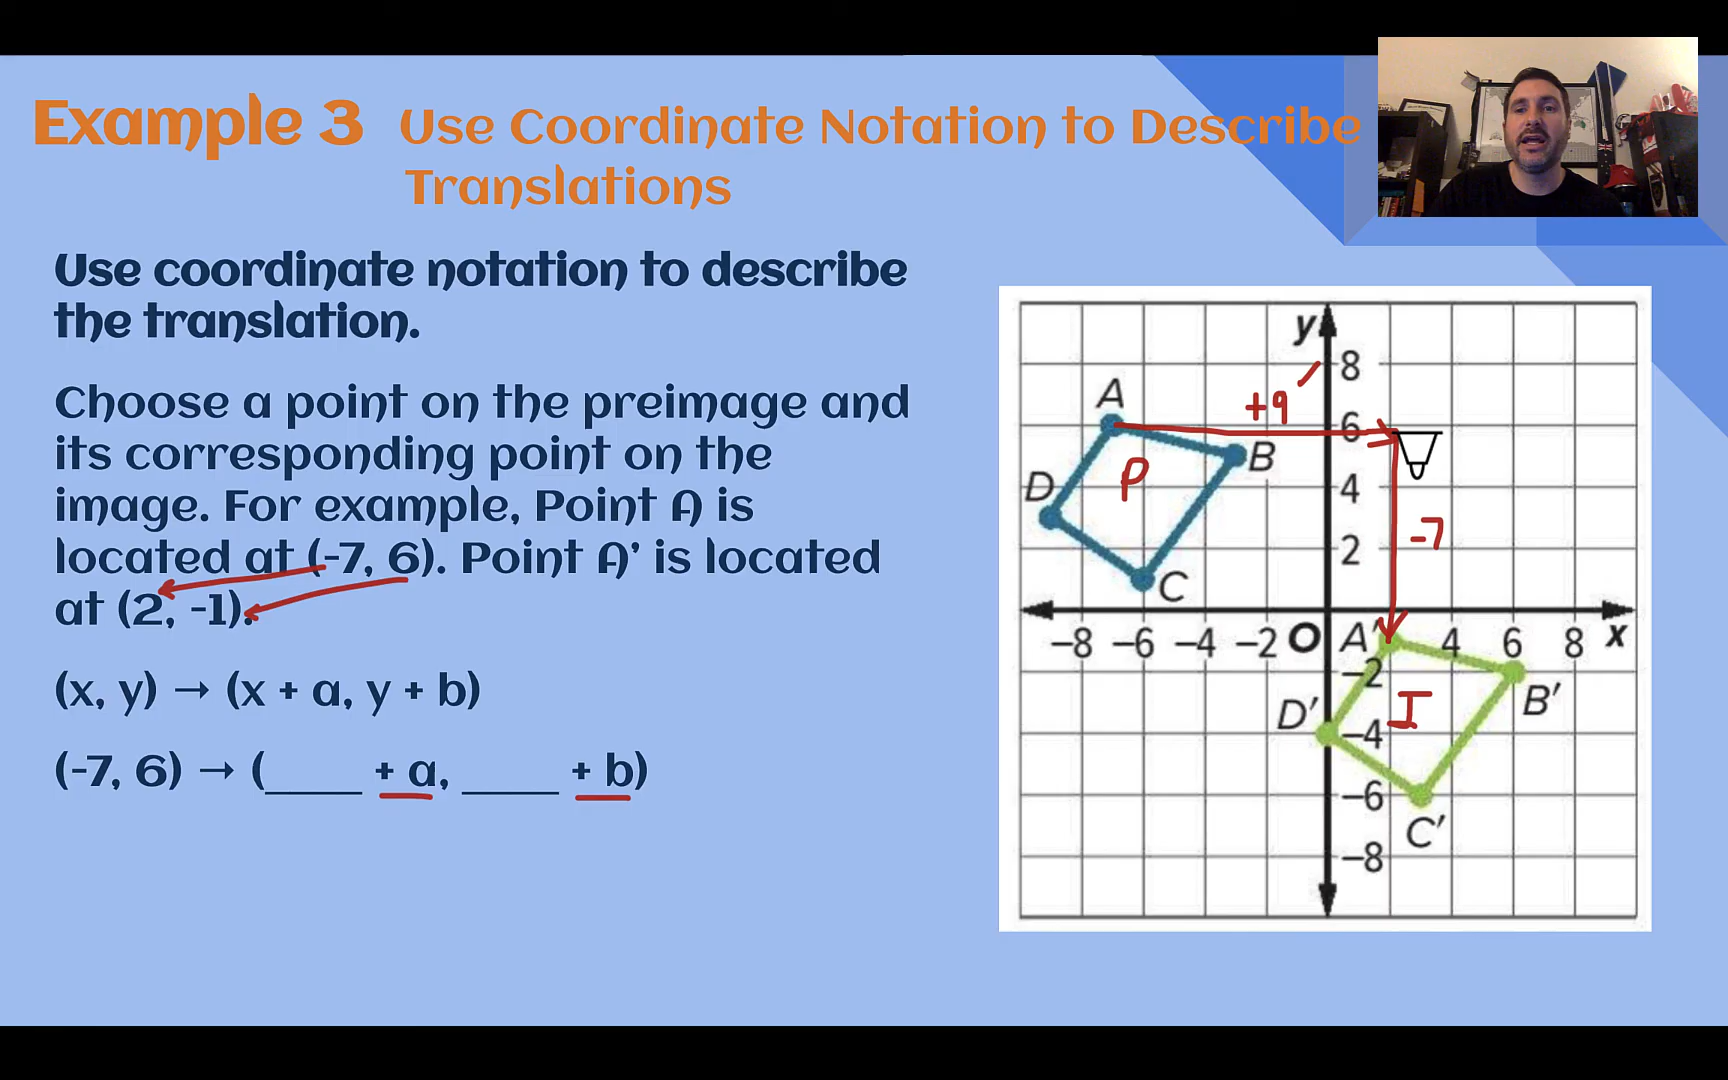 Example 3 Use Coordinate Notation to Describe
Translations
Use coordinate notation to describe
the translation.
Choose a point on the preimage and
its corresponding point on the
image. For example, Point A is
located at (-7, 6). Point A’ is located
at (2, -1).
(x, y) → (x + a, y + b)
(-7, 6) → (____ + a, ____ + b)
y
8
A
+9
6
B
P
D
4
-7
2
C
-8 -6 -4 -2 O A' 4 6 8 x
-2
I
B'
D'
-4
-6
C'
-8